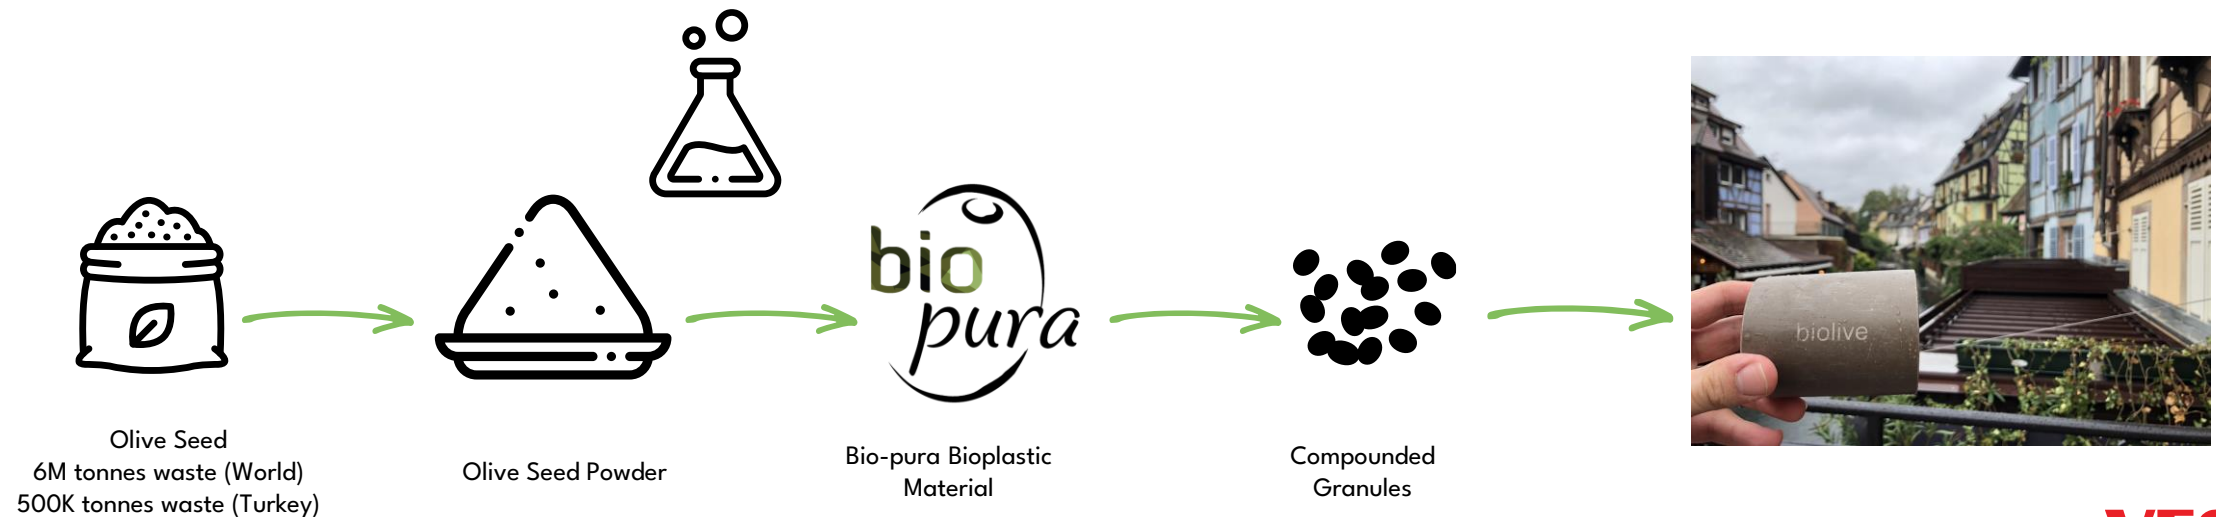 bio
pura
biolive
Olive Seed
6M tonnes waste (World)
500K tonnes waste (Turkey)
Olive Seed Powder
Bio-pura Bioplastic
Material
Compounded
Granules